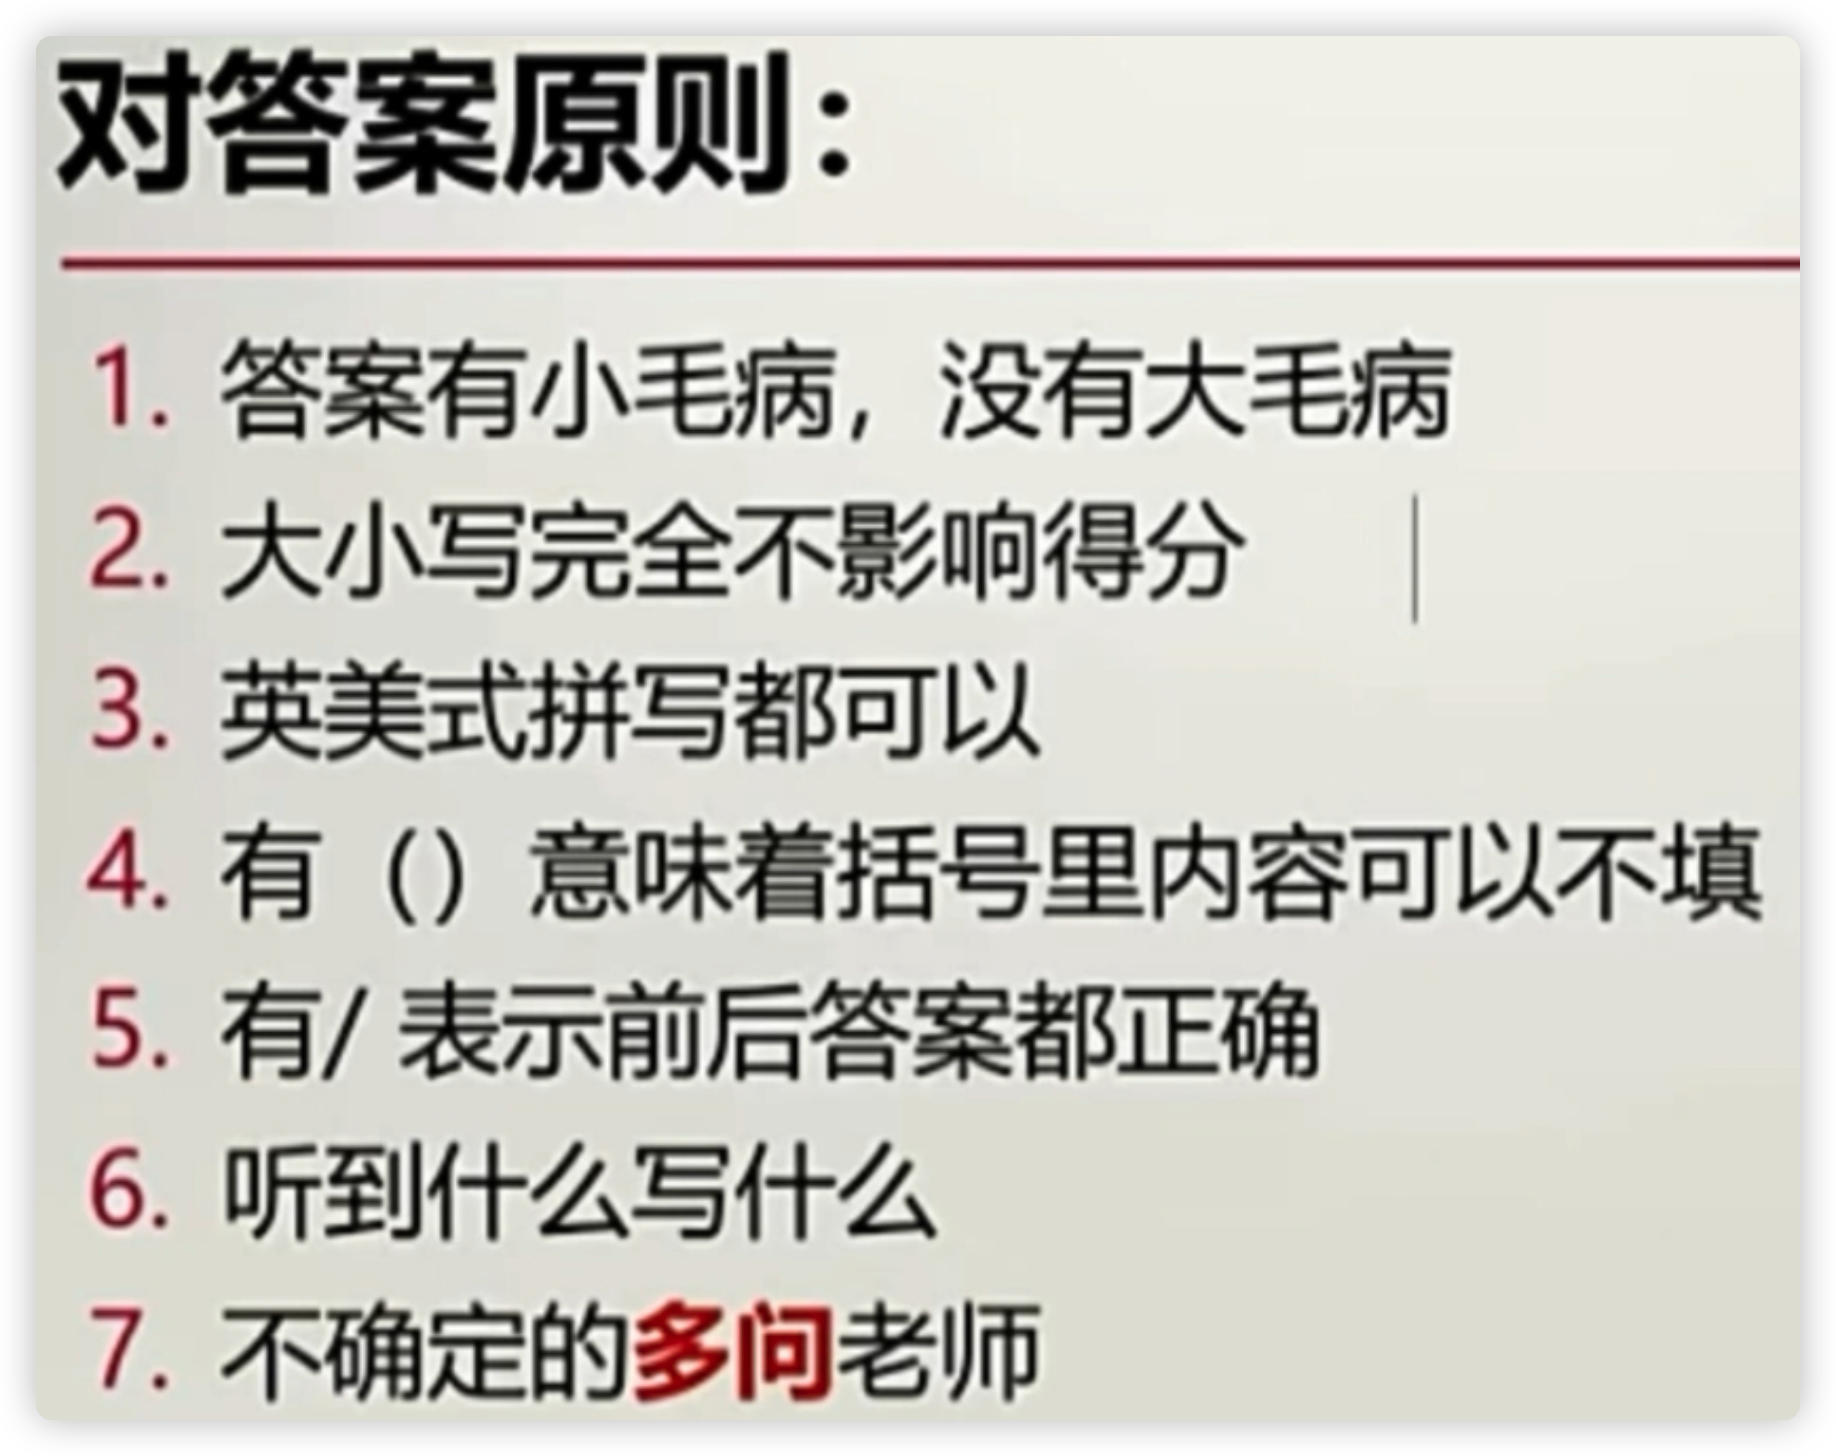 对答案原则：
1. 答案有小毛病，没有大毛病
2. 大小写完全不影响得分
3. 英美式拼写都可以
4. 有（）意味着括号里内容可以不填
5. 有/ 表示前后答案都正确
6. 听到什么写什么
7. 不确定的多问老师